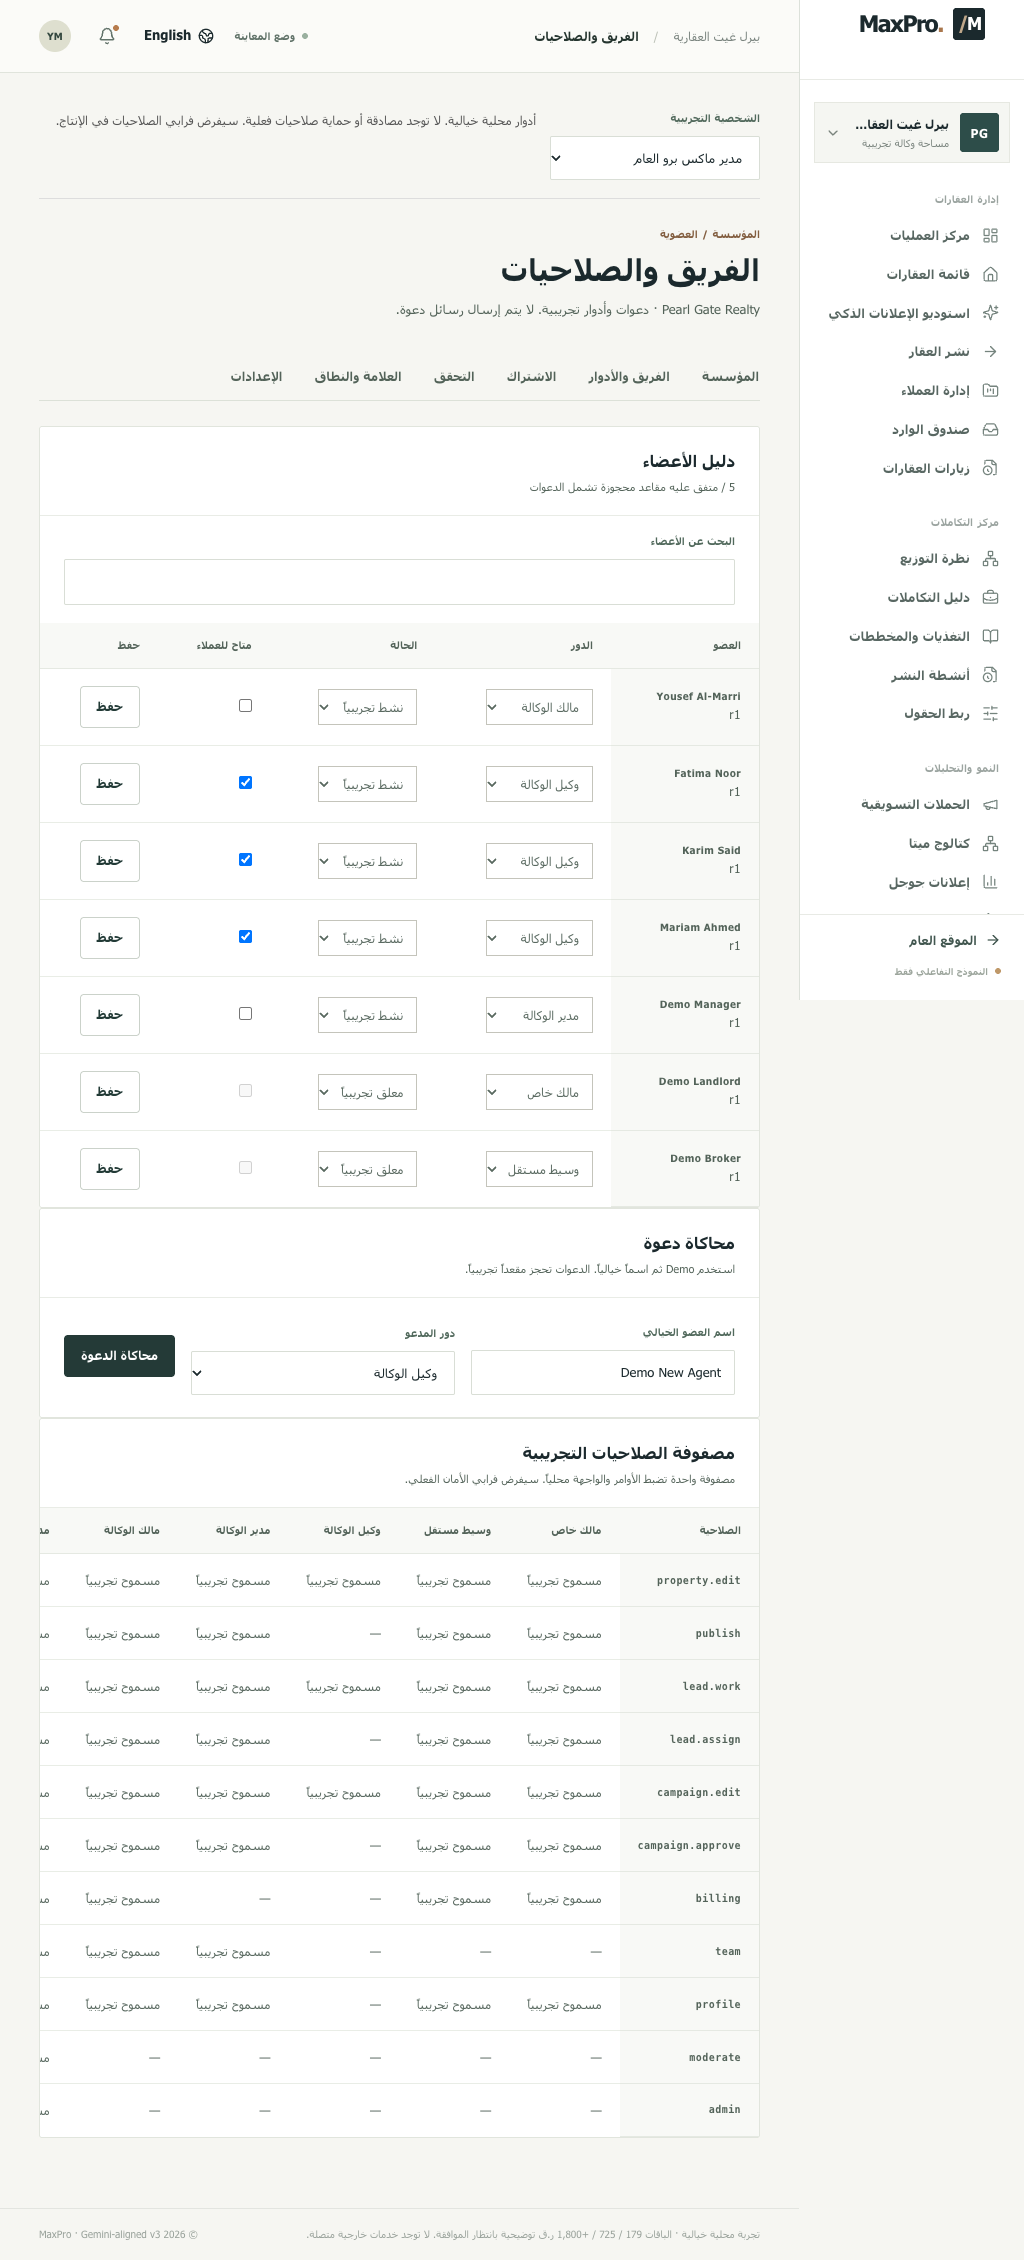 MaxPro. /M
PG
بيرل غيت العقا...
مساحة وكالة تجريبية
إدارة العقارات
مركز العمليات
قائمة العقارات
استوديو الإعلانات الذكي
نشر العقار
إدارة العملاء
صندوق الوارد
زيارات العقارات
مركز التكاملات
نظرة التوزيع
دليل التكاملات
التغذيات والمخططات
أنشطة النشر
ربط الحقول
النمو والتحليلات
الحملات التسويقية
كتالوج ميتا
إعلانات جوجل
الموقع العام
النموذج التفاعلي فقط
بيرل غيت العقارية / الفريق والصلاحيات
وضع المعاينة
English
YM
الشخصية التجريبية
مدير ماكس برو العام
أدوار خيالية. لا توجد مصادقة أو حماية صلاحيات فعلية. سيفرض فرابي الصلاحيات في الإنتاج.
المؤسسة / العضوية
الفريق والصلاحيات
Pearl Gate Realty · دعوات وأدوار تجريبية. لا يتم إرسال رسائل دعوة.
المؤسسة الفريق والأدوار الاشتراك التحقق العلامة والنطاق الإعدادات
دليل الأعضاء
5 / متفق عليه مقاعد محجوزة تشمل الدعوات
البحث عن الأعضاء
العضو الدور الحالة متاح للعملاء حفظ
Yousef Al-Marri
r1
مالك الوكالة نشط تجريبياً حفظ
Fatima Noor
r1
وكيل الوكالة نشط تجريبياً حفظ
Karim Said
r1
وكيل الوكالة نشط تجريبياً حفظ
Mariam Ahmed
r1
وكيل الوكالة نشط تجريبياً حفظ
Demo Manager
r1
مدير الوكالة نشط تجريبياً حفظ
Demo Landlord
r1
مالك خاص معلق تجريبياً حفظ
Demo Broker
r1
وسيط مستقل معلق تجريبياً حفظ
محاكاة دعوة
استخدم Demo ثم اسماً خيالياً. الدعوات تحجز مقعداً تجريبياً.
اسم العضو الخيالي
Demo New Agent
دور المدعو
وكيل الوكالة
محاكاة الدعوة
مصفوفة الصلاحيات التجريبية
مصفوفة واحدة تضبط الأوامر والواجهة محلياً. سيفرض فرابي الأمان الفعلي.
الصلاحية مالك خاص وسيط مستقل وكيل الوكالة مدير الوكالة مالك الوكالة مد
property.edit مسموح تجريبياً مسموح تجريبياً مسموح تجريبياً مسموح تجريبياً مسموح تجريبياً مس
publish مسموح تجريبياً مسموح تجريبياً — مسموح تجريبياً مسموح تجريبياً مس
lead.work مسموح تجريبياً مسموح تجريبياً مسموح تجريبياً مسموح تجريبياً مسموح تجريبياً مس
lead.assign مسموح تجريبياً مسموح تجريبياً — مسموح تجريبياً مسموح تجريبياً مس
campaign.edit مسموح تجريبياً مسموح تجريبياً مسموح تجريبياً مسموح تجريبياً مسموح تجريبياً مس
campaign.approve مسموح تجريبياً مسموح تجريبياً — مسموح تجريبياً مسموح تجريبياً مس
billing مسموح تجريبياً مسموح تجريبياً — — مسموح تجريبياً مس
team — — — مسموح تجريبياً مسموح تجريبياً مس
profile مسموح تجريبياً مسموح تجريبياً — مسموح تجريبياً مسموح تجريبياً مس
moderate — — — — — مس
admin — — — — — مس
تجربة محلية خيالية · الباقات 179 / 725 / +1,800 ر.ق توضيحية بانتظار الموافقة. لا توجد خدمات خارجية متصلة.
© 2026 MaxPro · Gemini-aligned v3